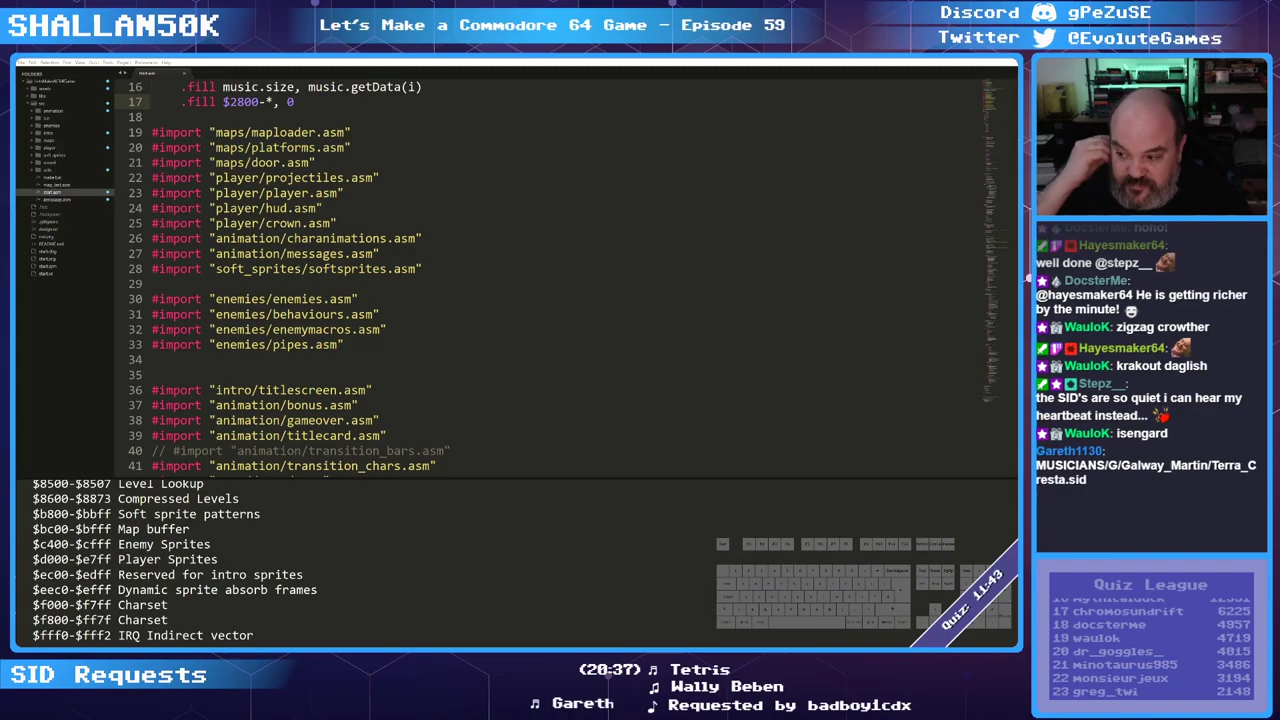 SHALLAN50K
Let's Make a Commodore 64 Game - Episode 59
Discord gPeZuSE
Twitter @EvoluteGames
FOLDERS
16 .fill music.size, music.getData(i)
17 .fill $2800-*, 0
18
19 #import "maps/maploader.asm"
20 #import "maps/platforms.asm"
21 #import "maps/door.asm"
22 #import "player/projectiles.asm"
23 #import "player/player.asm"
24 #import "player/hud.asm"
25 #import "player/crown.asm"
26 #import "animation/charanimations.asm"
27 #import "animation/messages.asm"
28 #import "soft_sprites/softsprites.asm"
29
30 #import "enemies/enemies.asm"
31 #import "enemies/behaviours.asm"
32 #import "enemies/enemymacros.asm"
33 #import "enemies/pipes.asm"
34
35
36 #import "intro/titlescreen.asm"
37 #import "animation/bonus.asm"
38 #import "animation/gameover.asm"
39 #import "animation/titlecard.asm"
40 // #import "animation/transition_bars.asm"
41 #import "animation/transition_chars.asm"
$8500-$8507 Level Lookup
$8600-$8873 Compressed Levels
$b800-$bbff Soft sprite patterns
$bc00-$bfff Map buffer
$c400-$cfff Enemy Sprites
$d000-$e7ff Player Sprites
$ec00-$edff Reserved for intro sprites
$eec0-$efff Dynamic sprite absorb frames
$f000-$f7ff Charset
$f800-$ff7f Charset
$fff0-$fff2 IRQ Indirect vector
Quiz: 11:43
DocsterMe: hoho!
Hayesmaker64:
well done @stepz__
DocsterMe:
@hayesmaker64 He is getting richer
by the minute!
WauloK: zigzag crowther
Hayesmaker64:
WauloK: krakout daglish
Stepz__:
the SID's are so quiet i can hear my
heartbeat instead...
WauloK: isengard
Gareth1130:
MUSICIANS/G/Galway_Martin/Terra_C
resta.sid
Quiz League
17 chromosundrift 6225
18 docsterme 4957
19 waulok 4719
20 dr_goggles_ 4015
21 minotaurus985 3486
22 monsieurjeux 3194
23 greg_twi 2148
SID Requests
(20:37) Tetris
Wally Beben
Gareth
Requested by badboy1cdx